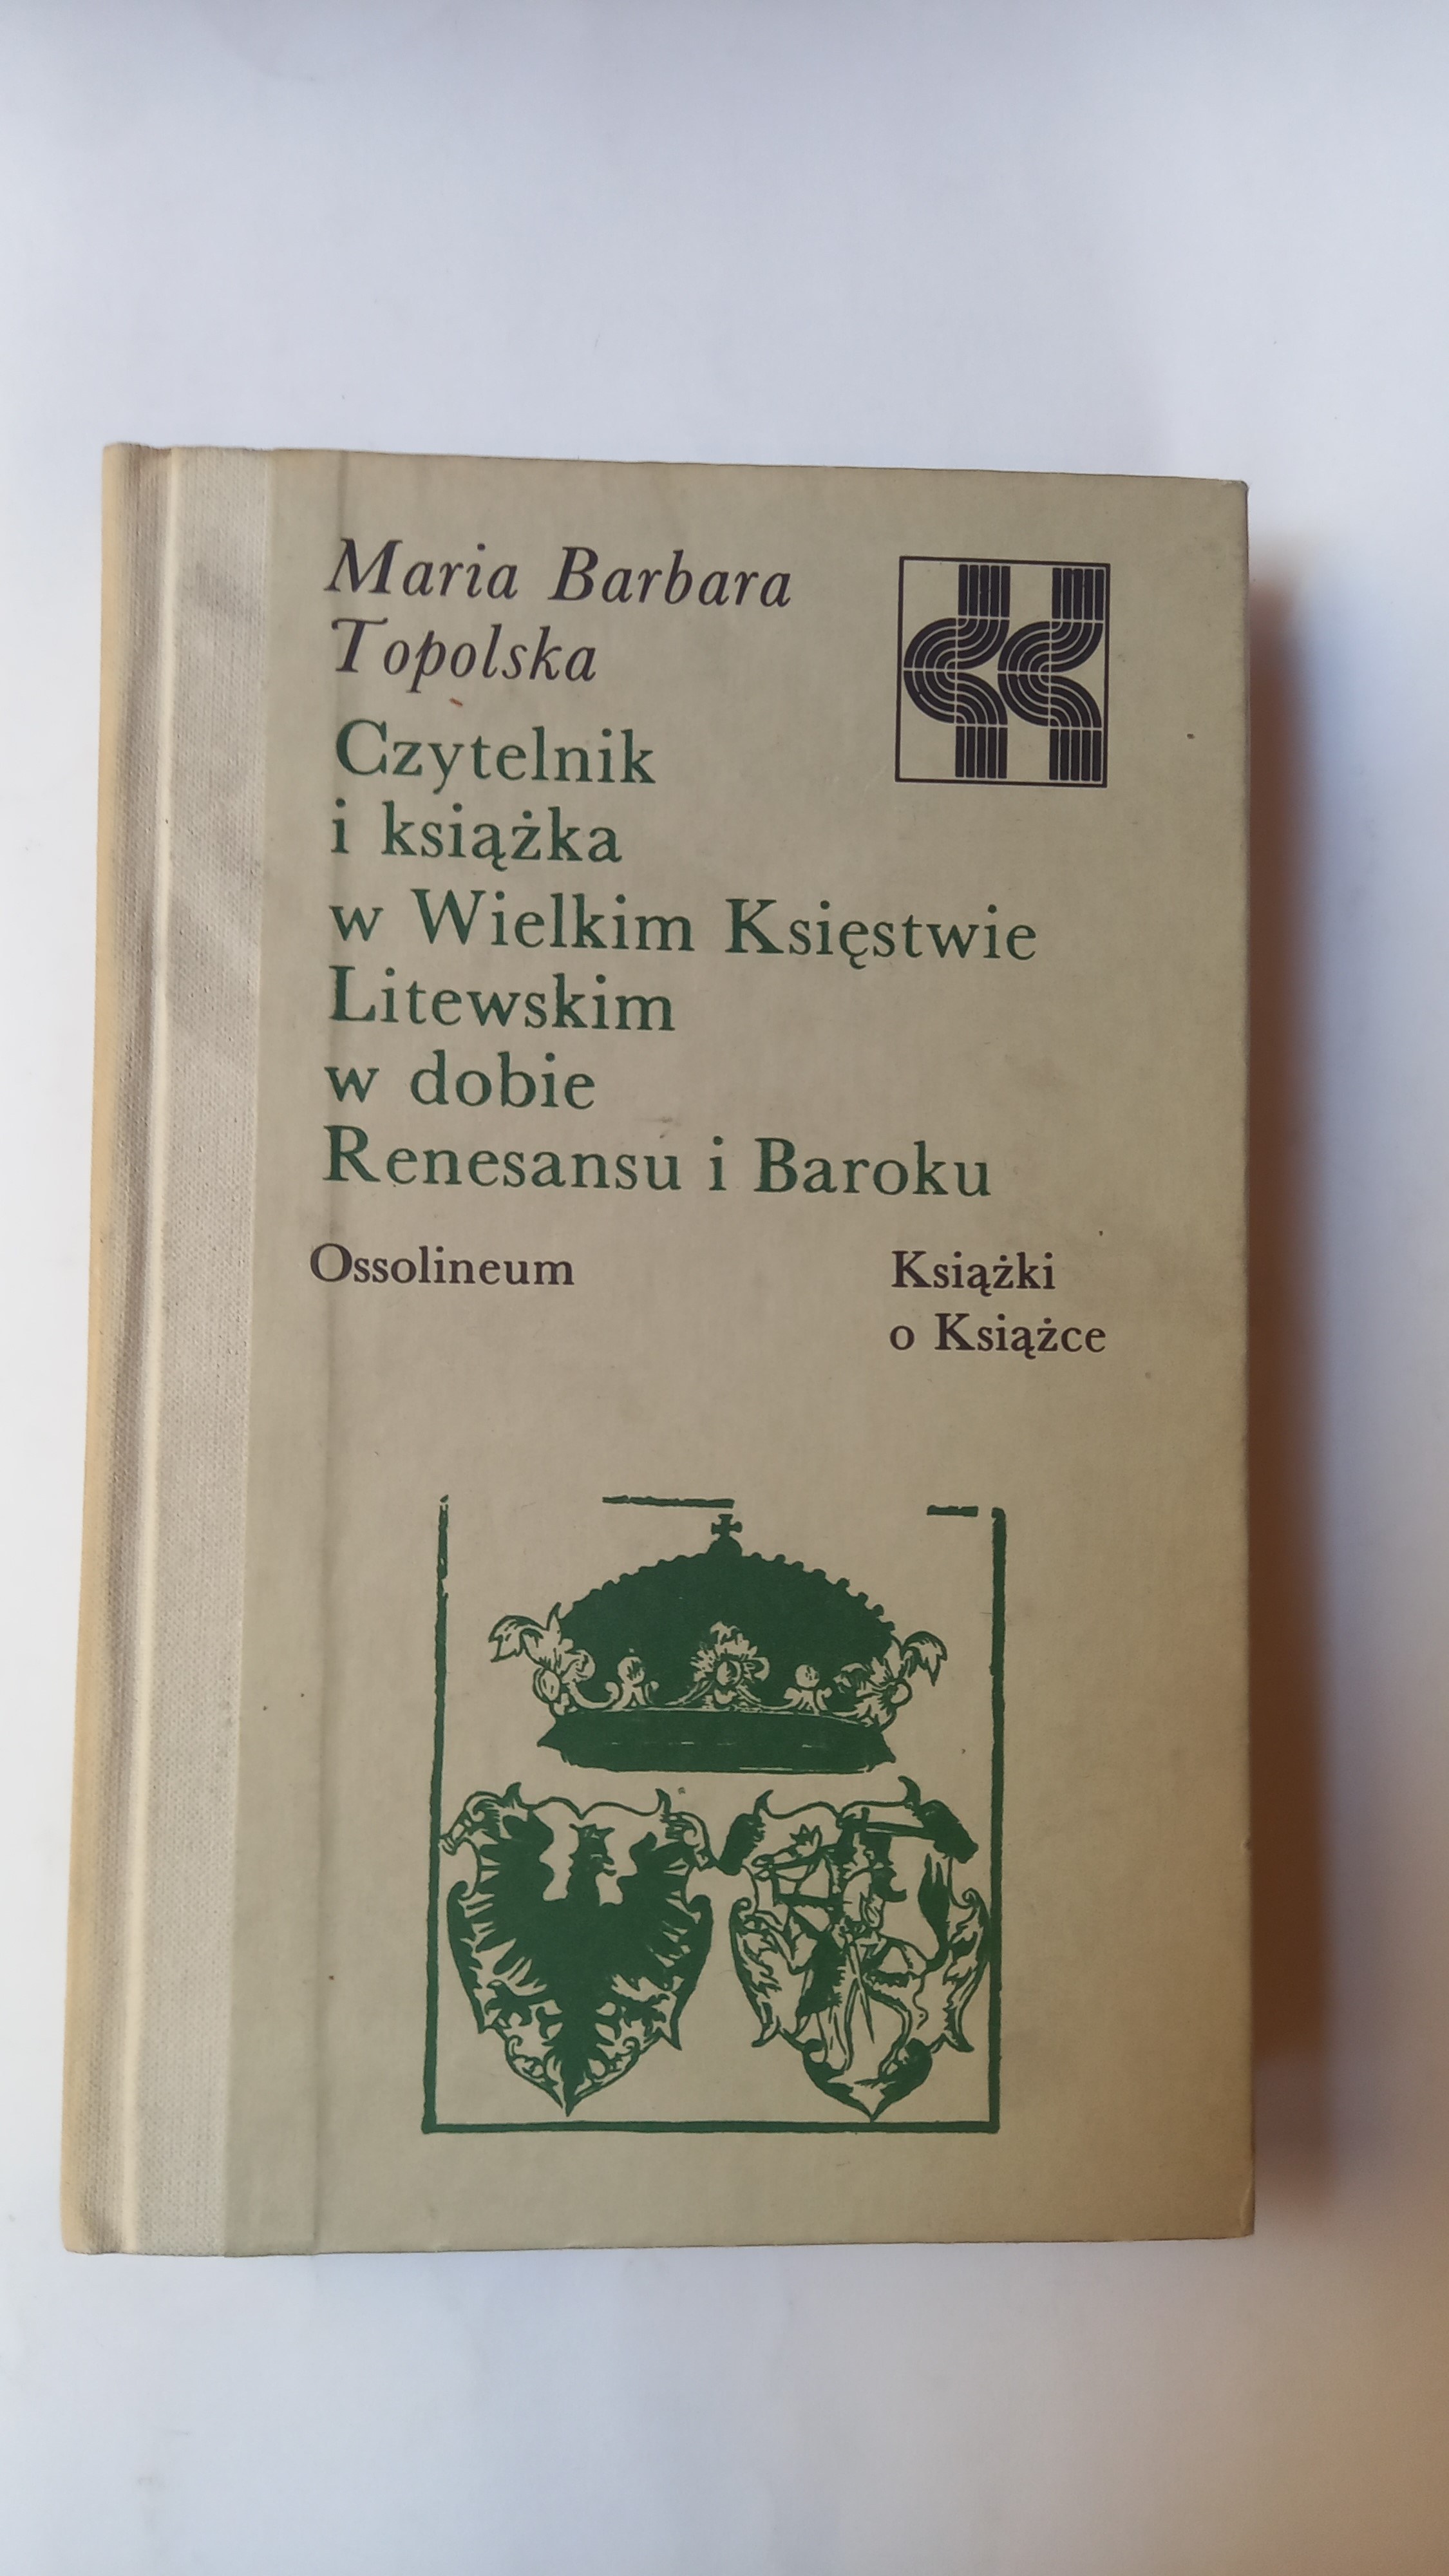 Maria Barbara
Topolska
Czytelnik
i książka
w Wielkim Księstwie
Litewskim
w dobie
Renesansu i Baroku
Ossolineum
Książki
o Książce